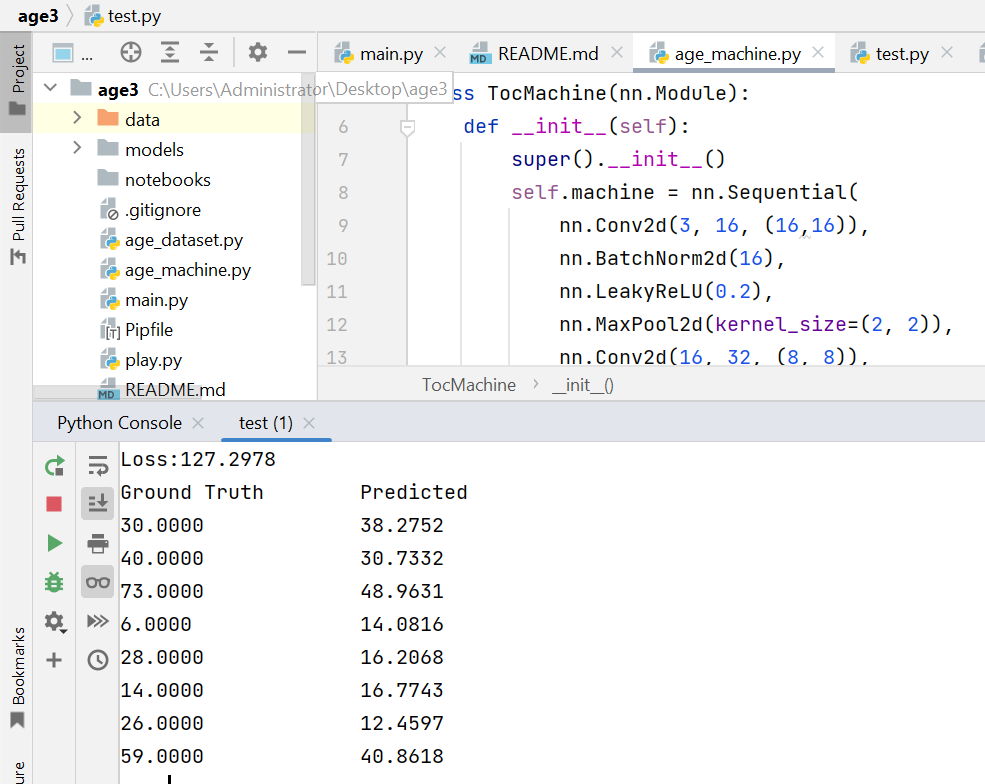 age3 test.py
Project
Pull Requests
Bookmarks
... main.py README.md age_machine.py test.py
age3 C:\Users\Administrator\Desktop\age3
data
models
notebooks
.gitignore
age_dataset.py
age_machine.py
main.py
Pipfile
play.py
README.md
ss TocMachine(nn.Module):
6 def __init__(self):
7 super().__init__()
8 self.machine = nn.Sequential(
9 nn.Conv2d(3, 16, (16,16)),
10 nn.BatchNorm2d(16),
11 nn.LeakyReLU(0.2),
12 nn.MaxPool2d(kernel_size=(2, 2)),
13 nn.Conv2d(16, 32, (8, 8)),
TocMachine __init__()
Python Console test (1)
Loss:127.2978
Ground Truth Predicted
30.0000 38.2752
40.0000 30.7332
73.0000 48.9631
6.0000 14.0816
28.0000 16.2068
14.0000 16.7743
26.0000 12.4597
59.0000 40.8618
ure